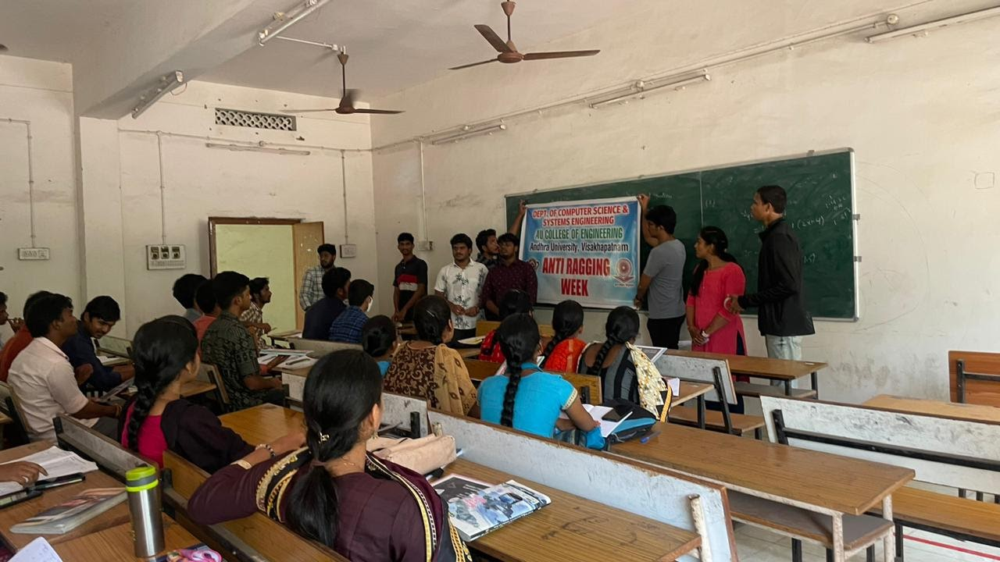 DEPT. OF COMPUTER SCIENCE &
SYSTEMS ENGINEERING
AU COLLEGE OF ENGINEERING
Andhra University, Visakhapatnam
ANTI RAGGING
WEEK